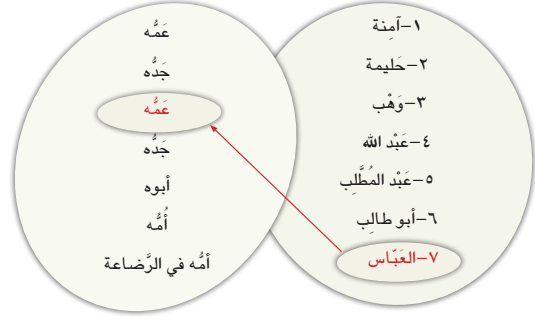 ١–آمِنة
٢–حَليمة
٣–وَهْب
٤–عَبْد الله
٥–عَبْد المُطَّلِب
٦–أبو طالِب
٧–العَبّاس
عَمُّه
جَدُّه
عَمُّه
جَدُّه
أبوه
أُمُّه
أمُّه في الرَّضاعة